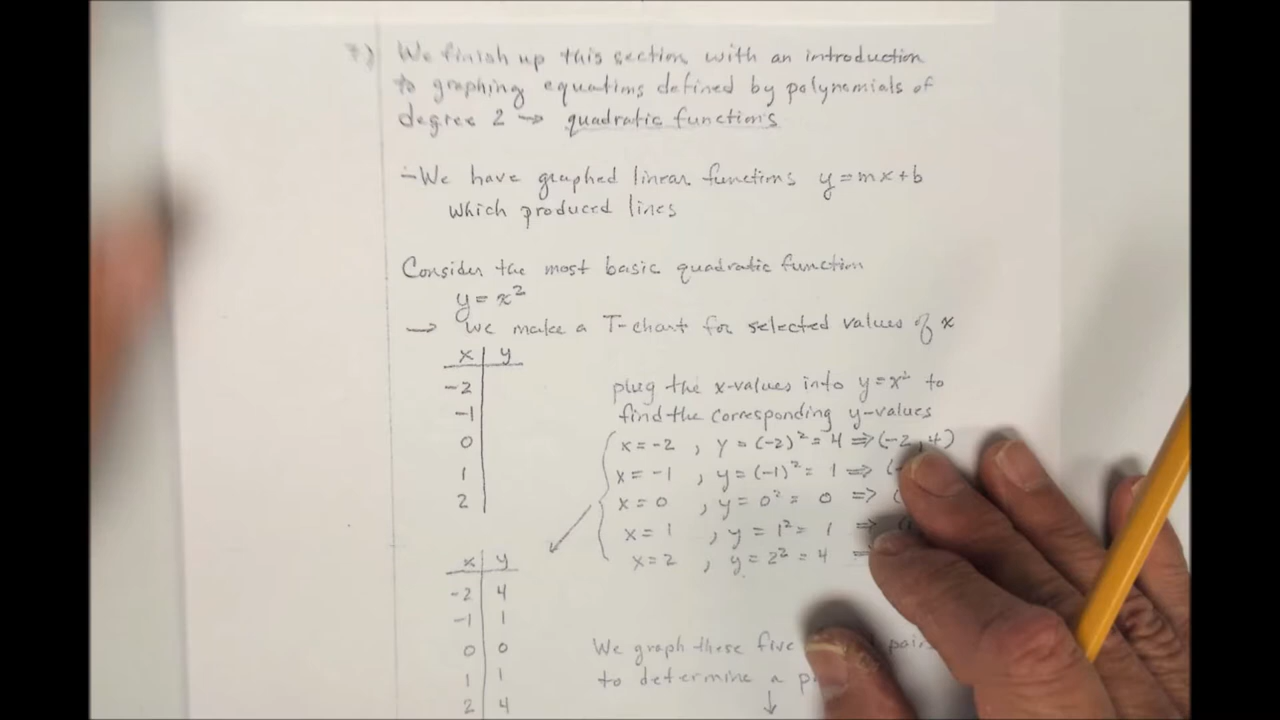 7) We finish up this section with an introduction
to graphing equations defined by polynomials of
degree 2 → quadratic functions
- We have graphed linear functions y = mx + b
which produced lines
Consider the most basic quadratic function
y = x²
→ We make a T-chart for selected values of x
x | y
-2
-1
0
1
2
plug the x-values into y = x² to
find the corresponding y-values
x = -2 , y = (-2)² = 4 ⇒ (-2, 4)
x = -1 , y = (-1)² = 1 ⇒ (-
x = 0 , y = 0² = 0 ⇒ (
x = 1 , y = 1² = 1 ⇒ (1
x = 2 , y = 2² = 4 ⇒
x | y
-2 | 4
-1 | 1
0 | 0
1 | 1
2 | 4
We graph these five
to determine a
↓